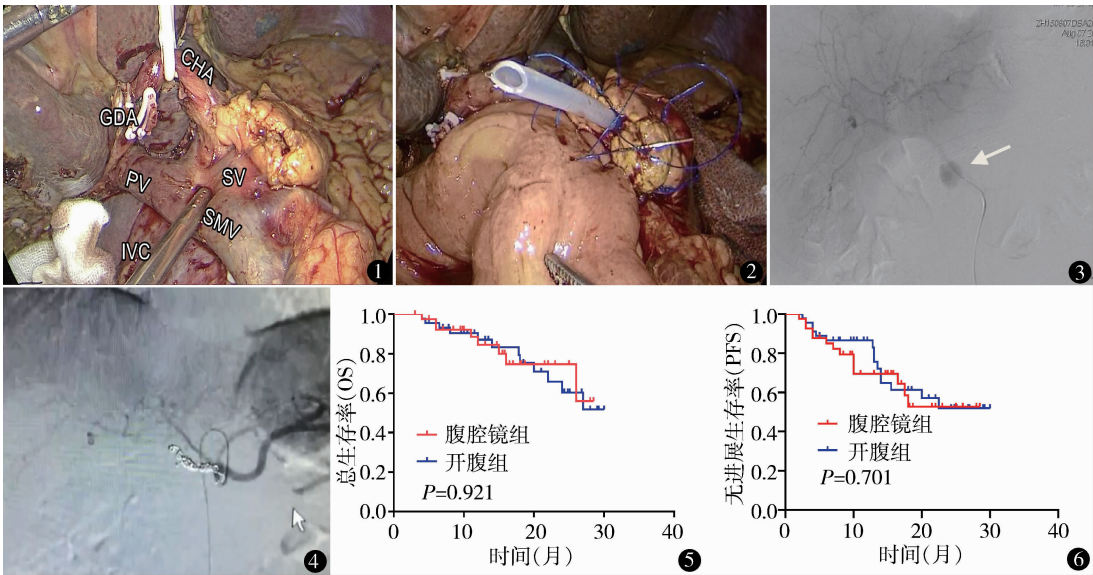 CHA
GDA
PV
SV
SMV
IVC
1
2
Aug 07
3
4
总生存率(OS)
1.0
0.8
0.6
0.4
0.2
0.0
腹腔镜组
开腹组
P=0.921
0 10 20 30 40
时间(月)
5
无进展生存率(PFS)
1.0
0.8
0.6
0.4
0.2
0.0
腹腔镜组
开腹组
P=0.701
0 10 20 30 40
时间(月)
6